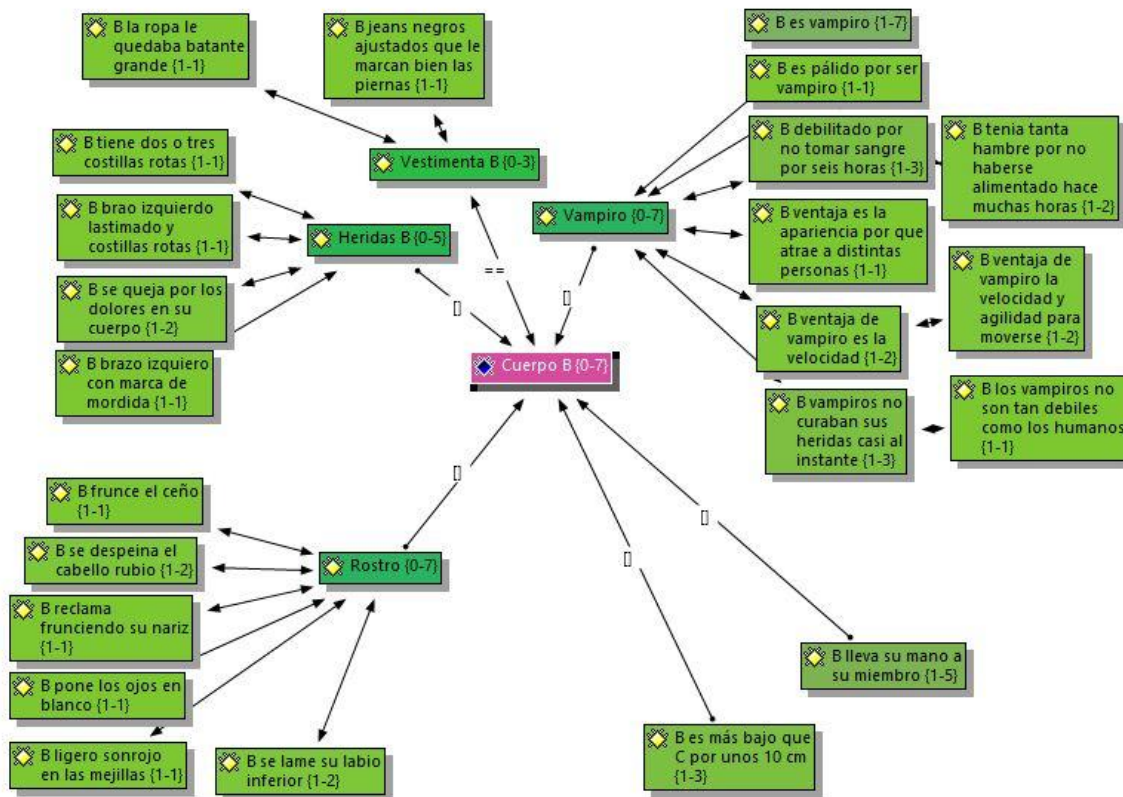 B la ropa le
quedaba batante
grande {1-1}
B jeans negros
ajustados que le
marcan bien las
piernas {1-1}
B es vampiro {1-7}
B es pálido por ser
vampiro {1-1}
B tiene dos o tres
costillas rotas {1-1}
Vestimenta B {0-3}
B debilitado por
no tomar sangre
por seis horas {1-3}
B tenia tanta
hambre por no
haberse
alimentado hace
muchas horas {1-2}
B brao izquierdo
lastimado y
costillas rotas {1-1}
Heridas B {0-5}
Vampiro {0-7}
B ventaja es la
apariencia por que
atrae a distintas
personas {1-1}
==
B se queja por los
dolores en su
cuerpo {1-2}
[]
[]
B ventaja de
vampiro es la
velocidad {1-2}
B ventaja de
vampiro la
velocidad y
agilidad para
moverse {1-2}
B brazo izquiero
con marca de
mordida {1-1}
Cuerpo B {0-7}
B vampiros no
curaban sus
heridas casi al
instante {1-3}
B los vampiros no
son tan debiles
como los humanos
{1-1}
B frunce el ceño
{1-1}
[]
[]
[]
B se despeina el
cabello rubio {1-2}
Rostro {0-7}
B reclama
frunciendo su nariz
{1-1}
B pone los ojos en
blanco {1-1}
B ligero sonrojo
en las mejillas {1-1}
B se lame su labio
inferior {1-2}
B lleva su mano a
su miembro {1-5}
B es más bajo que
C por unos 10 cm
{1-3}